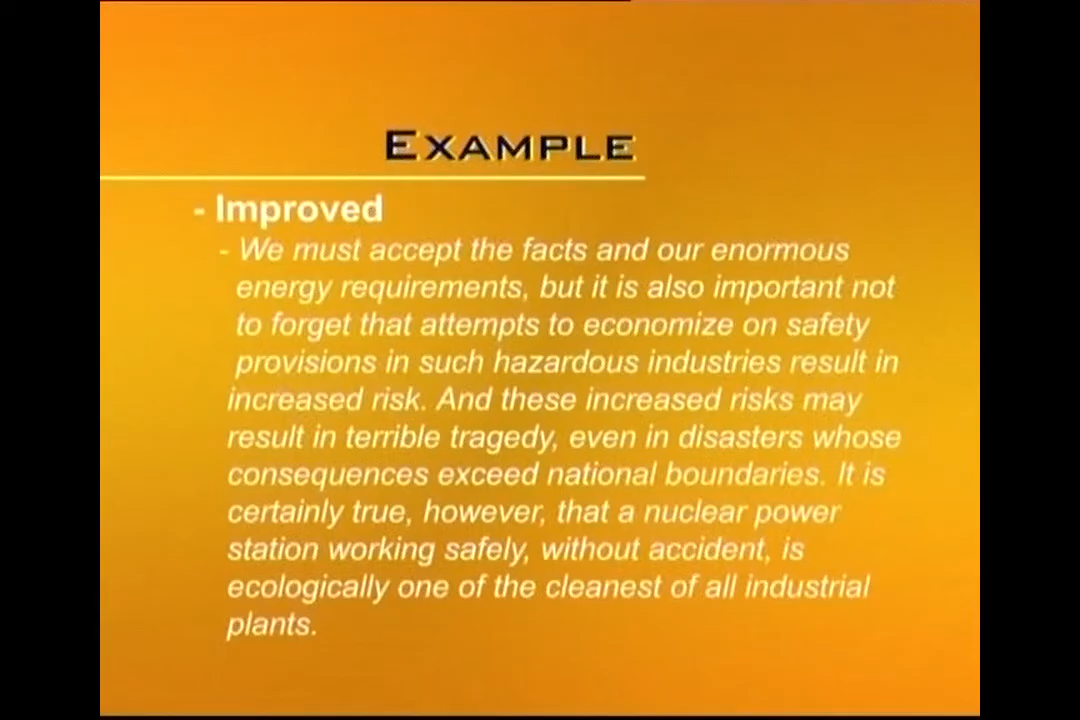 EXAMPLE
- Improved
- We must accept the facts and our enormous
energy requirements, but it is also important not
to forget that attempts to economize on safety
provisions in such hazardous industries result in
increased risk. And these increased risks may
result in terrible tragedy, even in disasters whose
consequences exceed national boundaries. It is
certainly true, however, that a nuclear power
station working safely, without accident, is
ecologically one of the cleanest of all industrial
plants.